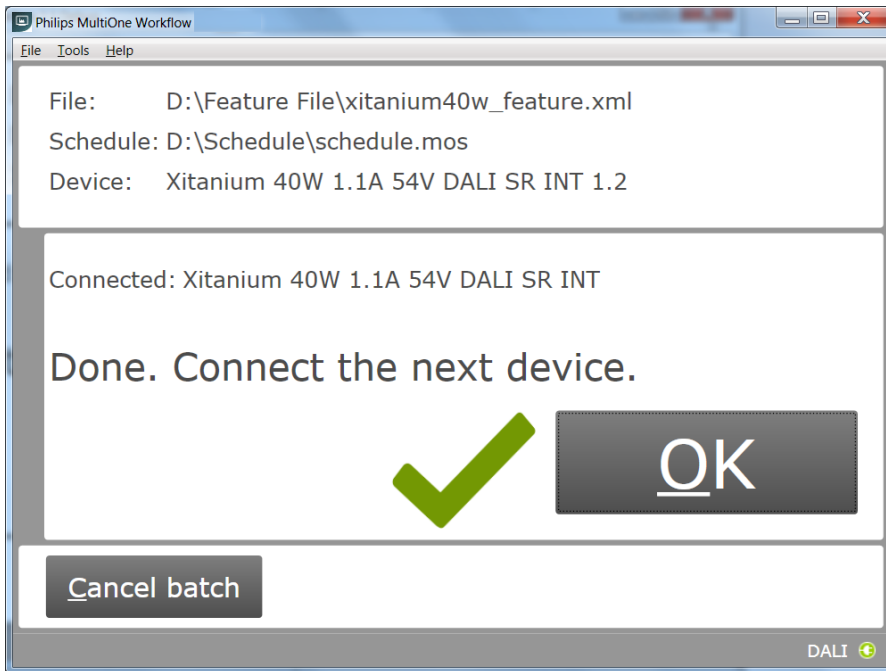 Philips MultiOne Workflow
File Tools Help
File: D:\Feature File\xitanium40w_feature.xml
Schedule: D:\Schedule\schedule.mos
Device: Xitanium 40W 1.1A 54V DALI SR INT 1.2
Connected: Xitanium 40W 1.1A 54V DALI SR INT
Done. Connect the next device.
OK
Cancel batch
DALI